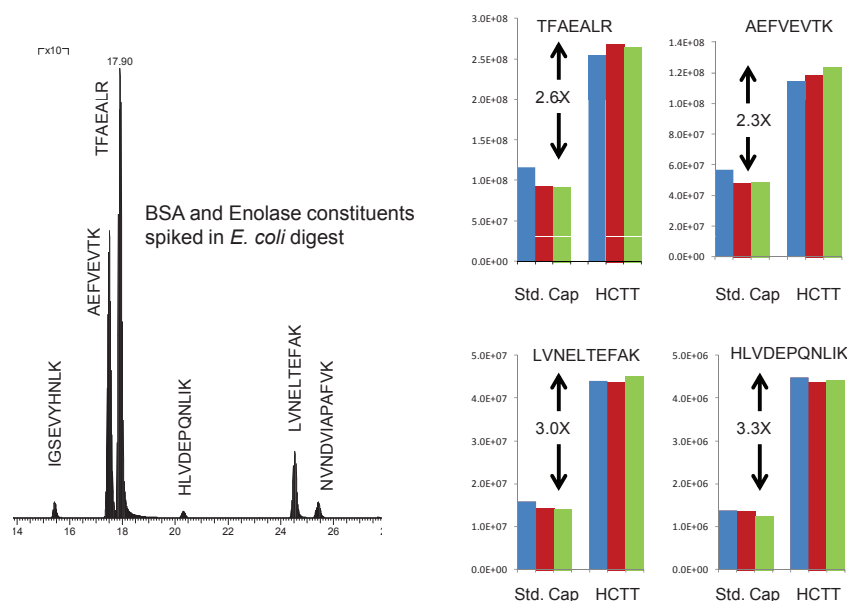 x10
17.90
TFAEALR
AEFVEVTK
IGSEVYHNLK
HLVDEPQNLIK
LVNELTEFAK
NVNDVIAPAFVK
BSA and Enolase constituents
spiked in E. coli digest
14 16 18 20 22 24 26
TFAEALR
3.0E+08
2.5E+08
2.0E+08
1.5E+08
1.0E+08
5.0E+07
0.0E+00
2.6X
Std. Cap HCTT
AEFVEVTK
1.4E+08
1.2E+08
1.0E+08
8.0E+07
6.0E+07
4.0E+07
2.0E+07
0.0E+00
2.3X
Std. Cap HCTT
LVNELTEFAK
5.0E+07
4.0E+07
3.0E+07
2.0E+07
1.0E+07
0.0E+00
3.0X
Std. Cap HCTT
HLVDEPQNLIK
5.0E+06
4.0E+06
3.0E+06
2.0E+06
1.0E+06
0.0E+00
3.3X
Std. Cap HCTT